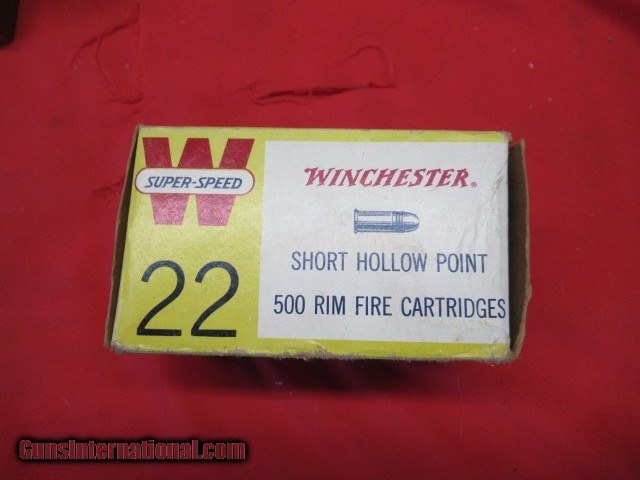 W
SUPER-SPEED
22
WINCHESTER.
SHORT HOLLOW POINT
500 RIM FIRE CARTRIDGES
GunsInternational.com